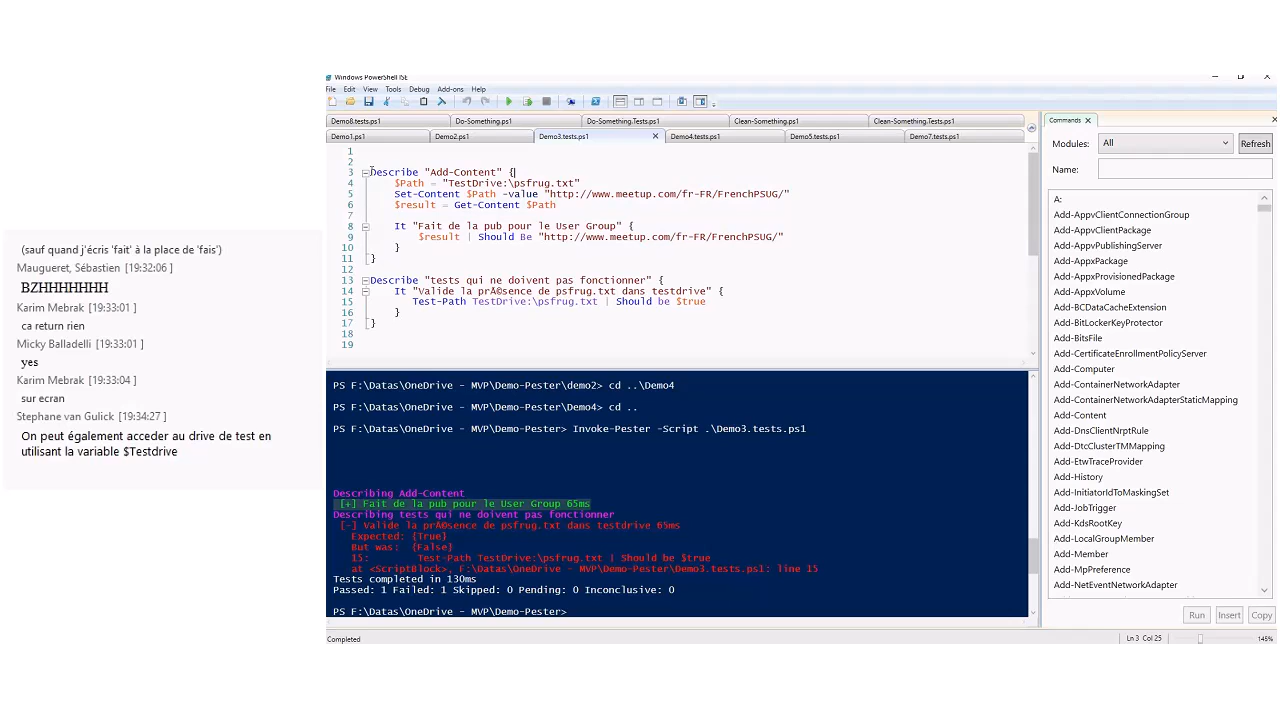 (sauf quand j'écris 'fait' à la place de 'fais')
Maugueret, Sébastien [19:32:06 ]
BZHHHHHHH
Karim Mebrak [19:33:01 ]
ca return rien
Micky Balladelli [19:33:01 ]
yes
Karim Mebrak [19:33:04 ]
sur ecran
Stephane van Gulick [19:34:27 ]
On peut également acceder au drive de test en
utilisant la variable $Testdrive
Windows PowerShell ISE
File Edit View Tools Debug Add-ons Help
Demo8.tests.ps1 Do-Something.ps1 Do-Something.Tests.ps1 Clean-Something.ps1 Clean-Something.Tests.ps1
Demo1.ps1 Demo2.ps1 Demo3.tests.ps1 Demo4.tests.ps1 Demo5.tests.ps1 Demo7.tests.ps1
1
2
3 Describe "Add-Content" {
4 $Path = "TestDrive:\psfrug.txt"
5 Set-Content $Path -value "http://www.meetup.com/fr-FR/FrenchPSUG/"
6 $result = Get-Content $Path
7
8 It "Fait de la pub pour le User Group" {
9 $result | Should Be "http://www.meetup.com/fr-FR/FrenchPSUG/"
10 }
11 }
12
13 Describe "tests qui ne doivent pas fonctionner" {
14 It "Valide la prÃ©sence de psfrug.txt dans testdrive" {
15 Test-Path TestDrive:\psfrug.txt | Should be $true
16 }
17 }
18
19
PS F:\Datas\OneDrive - MVP\Demo-Pester\demo2> cd ..\Demo4
PS F:\Datas\OneDrive - MVP\Demo-Pester\Demo4> cd ..
PS F:\Datas\OneDrive - MVP\Demo-Pester> Invoke-Pester -Script .\Demo3.tests.ps1
Describing Add-Content
[+] Fait de la pub pour le User Group 65ms
Describing tests qui ne doivent pas fonctionner
[-] Valide la prÃ©sence de psfrug.txt dans testdrive 65ms
Expected: {True}
But was: {False}
15: Test-Path TestDrive:\psfrug.txt | Should be $true
at <ScriptBlock>, F:\Datas\OneDrive - MVP\Demo-Pester\Demo3.tests.ps1: line 15
Tests completed in 130ms
Passed: 1 Failed: 1 Skipped: 0 Pending: 0 Inconclusive: 0
PS F:\Datas\OneDrive - MVP\Demo-Pester>
Completed
Ln 3 Col 25
145%
Commands
Modules: All Refresh
Name:
A:
Add-AppvClientConnectionGroup
Add-AppvClientPackage
Add-AppvPublishingServer
Add-AppxPackage
Add-AppxProvisionedPackage
Add-AppxVolume
Add-BCDataCacheExtension
Add-BitLockerKeyProtector
Add-BitsFile
Add-CertificateEnrollmentPolicyServer
Add-Computer
Add-ContainerNetworkAdapter
Add-ContainerNetworkAdapterStaticMapping
Add-Content
Add-DnsClientNrptRule
Add-DtcClusterTMMapping
Add-EtwTraceProvider
Add-History
Add-InitiatorIdToMaskingSet
Add-JobTrigger
Add-KdsRootKey
Add-LocalGroupMember
Add-Member
Add-MpPreference
Add-NetEventNetworkAdapter
Run Insert Copy